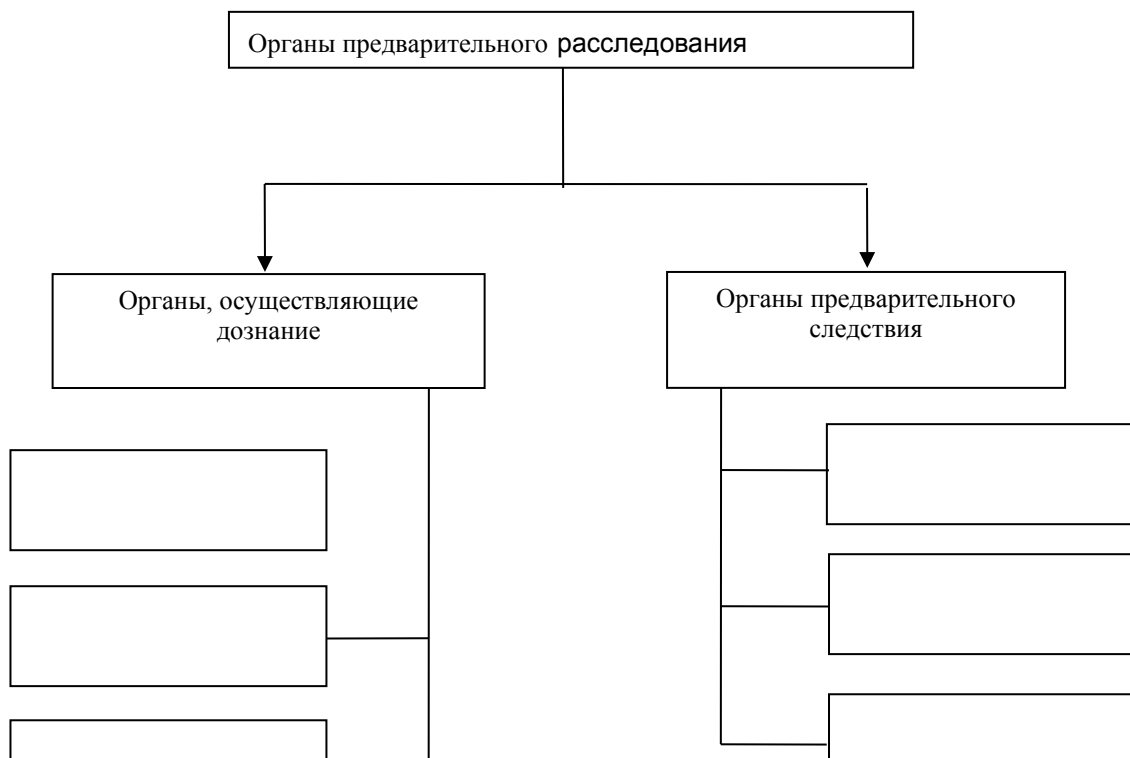 Органы предварительного расследования
Органы, осуществляющие
дознание
Органы предварительного
следствия